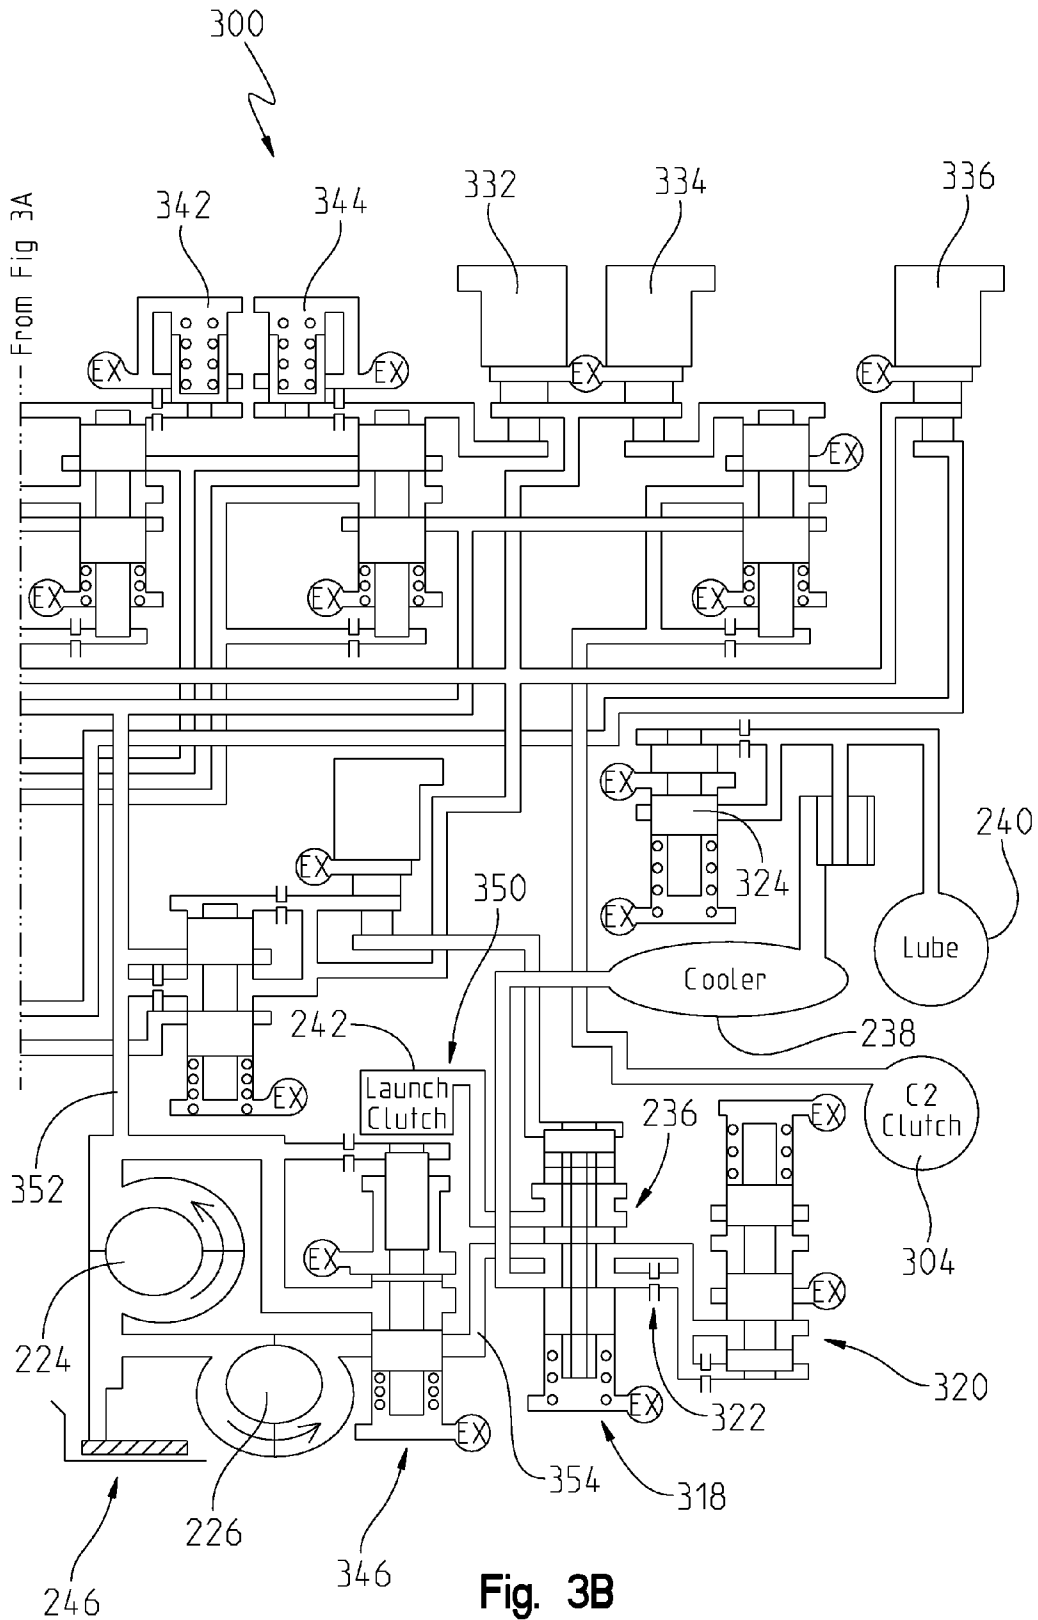 300
From Fig 3A
342
344
332
334
336
EX
EX
EX
EX
EX
EX
EX
EX
EX
324
240
EX
350
EX
Lube
Cooler
242
238
EX
Launch
Clutch
236
EX
C2
Clutch
352
EX
304
EX
224
320
322
EX
EX
354
318
226
346
246
Fig. 3B